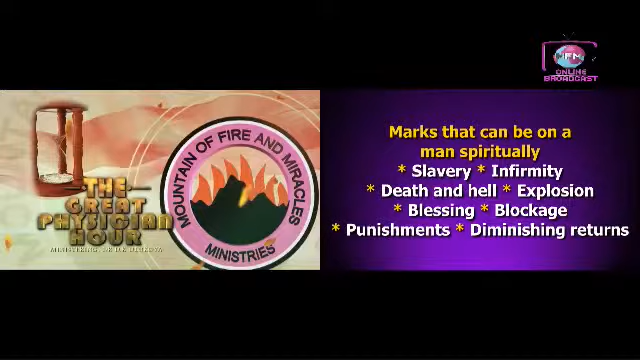 MFM
ONLINE
BROADCAST
THE
GREAT
PHYSICIAN
HOUR
MOUNTAIN OF FIRE AND MIRACLES
MINISTRIES
Marks that can be on a
man spiritually
* Slavery * Infirmity
* Death and hell * Explosion
* Blessing * Blockage
* Punishments * Diminishing returns